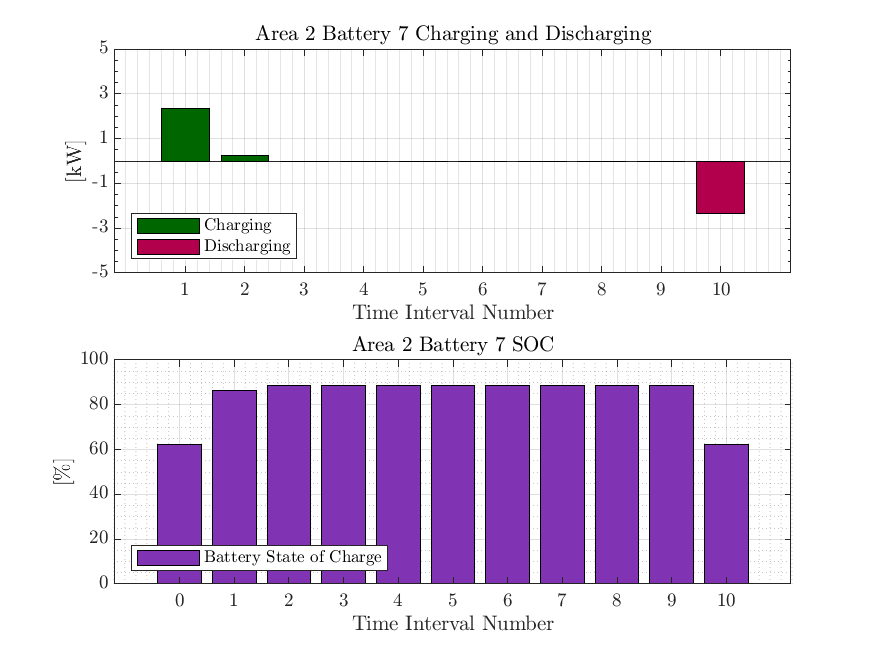 Area 2 Battery 7 Charging and Discharging
5
3
1
-1
-3
-5
[kW]
Charging
Discharging
1 2 3 4 5 6 7 8 9 10
Time Interval Number
Area 2 Battery 7 SOC
100
80
60
40
20
0
[%]
Battery State of Charge
0 1 2 3 4 5 6 7 8 9 10
Time Interval Number